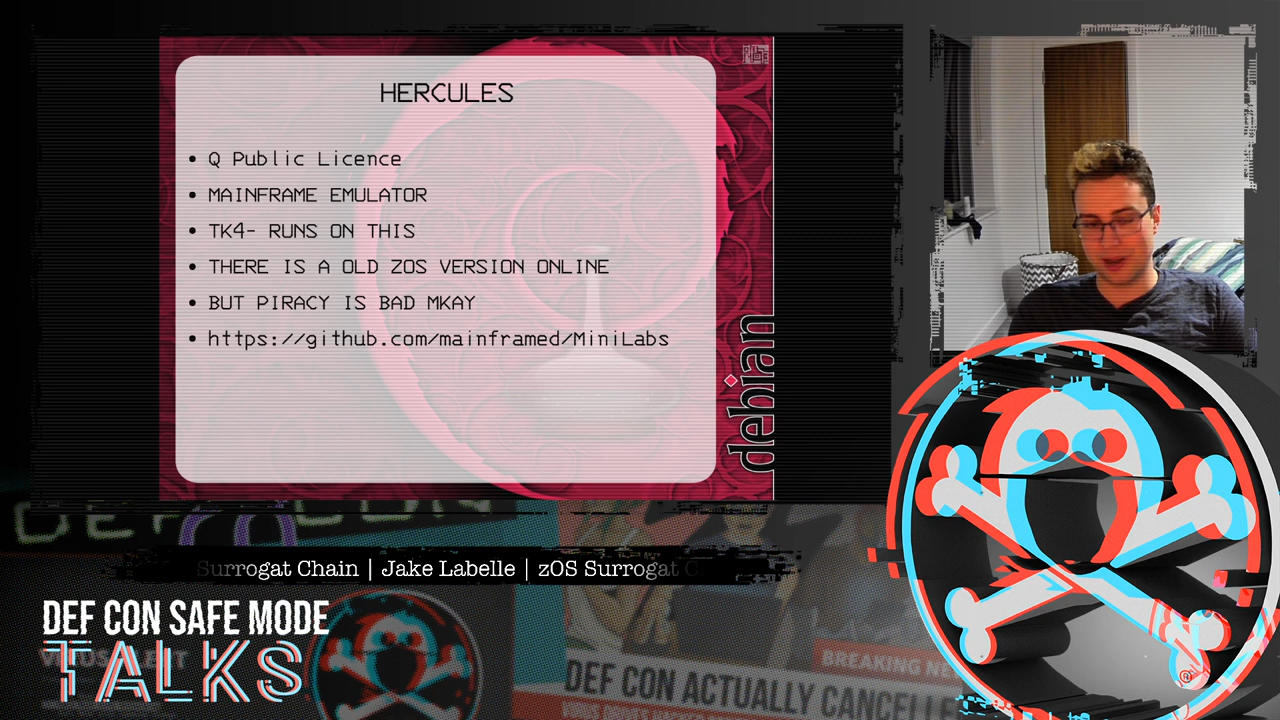 HERCULES
• Q Public Licence
• MAINFRAME EMULATOR
• TK4- RUNS ON THIS
• THERE IS A OLD ZOS VERSION ONLINE
• BUT PIRACY IS BAD MKAY
• https://github.com/mainframed/MiniLabs
debian
DEF CON
Surrogat Chain | Jake Labelle | zOS Surrogat C
DEF CON SAFE MODE
TALKS
BREAKING NE
DEF CON ACTUALLY CANCELLE
®